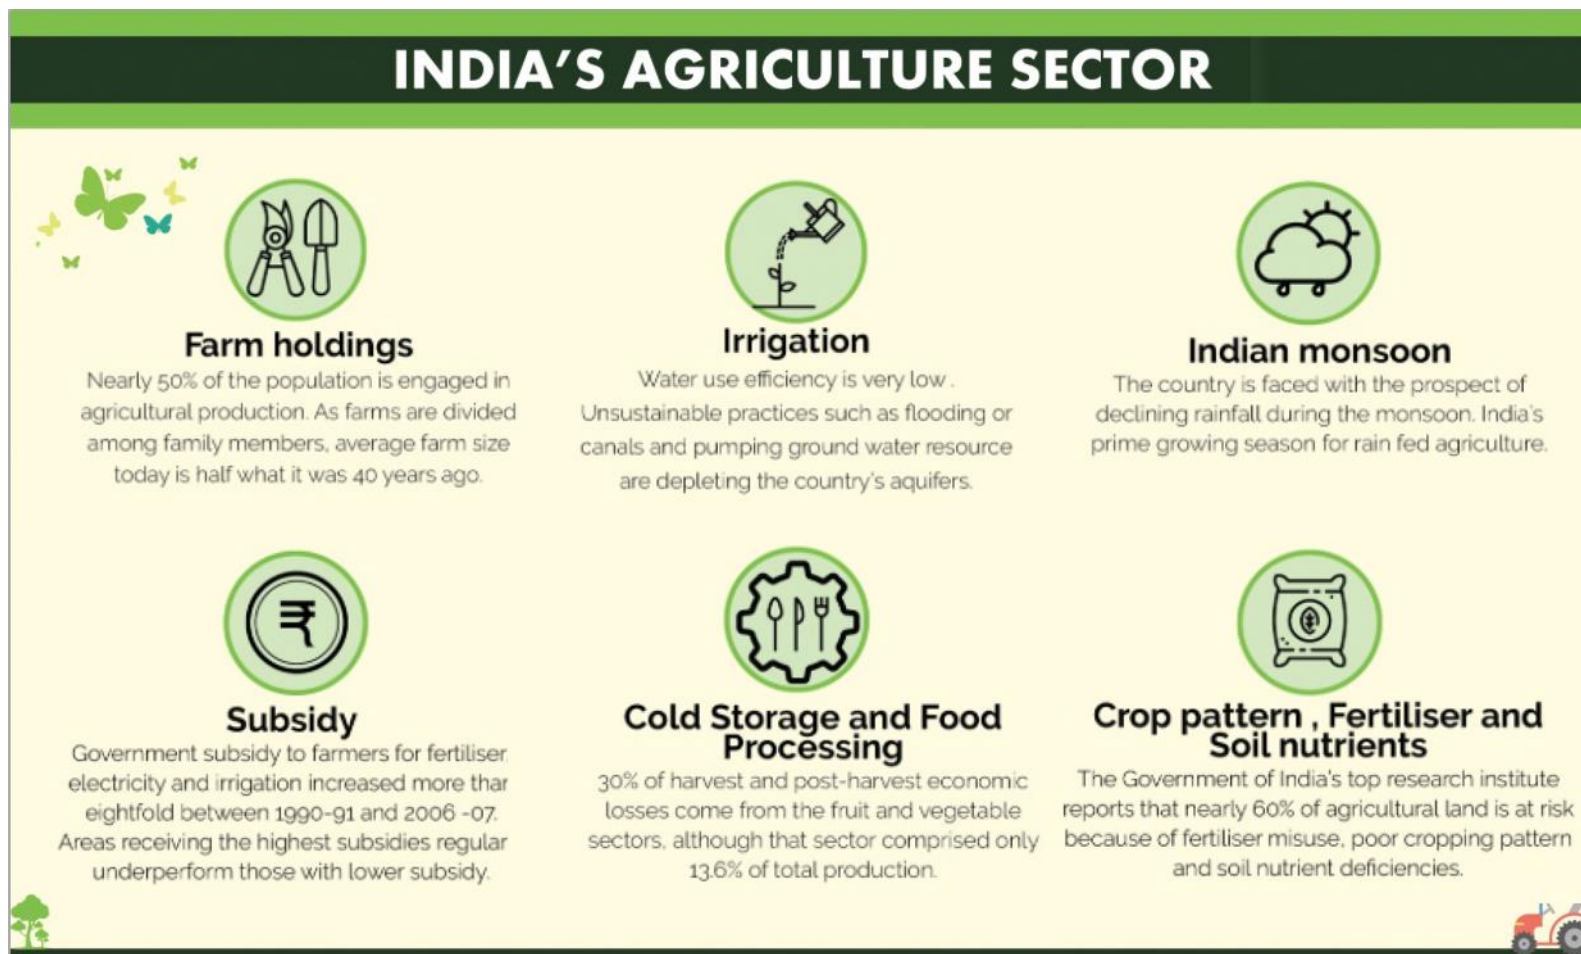 INDIA'S AGRICULTURE SECTOR
Farm holdings
Nearly 50% of the population is engaged in
agricultural production. As farms are divided
among family members, average farm size
today is half what it was 40 years ago.
Irrigation
Water use efficiency is very low .
Unsustainable practices such as flooding or
canals and pumping ground water resource
are depleting the country's aquifers.
Indian monsoon
The country is faced with the prospect of
declining rainfall during the monsoon. India's
prime growing season for rain fed agriculture.
₹
Subsidy
Government subsidy to farmers for fertiliser,
electricity and irrigation increased more thar
eightfold between 1990-91 and 2006 -07.
Areas receiving the highest subsidies regular
underperform those with lower subsidy.
Cold Storage and Food
Processing
30% of harvest and post-harvest economic
losses come from the fruit and vegetable
sectors, although that sector comprised only
13.6% of total production.
Crop pattern , Fertiliser and
Soil nutrients
The Government of India's top research institute
reports that nearly 60% of agricultural land is at risk
because of fertiliser misuse, poor cropping pattern
and soil nutrient deficiencies.